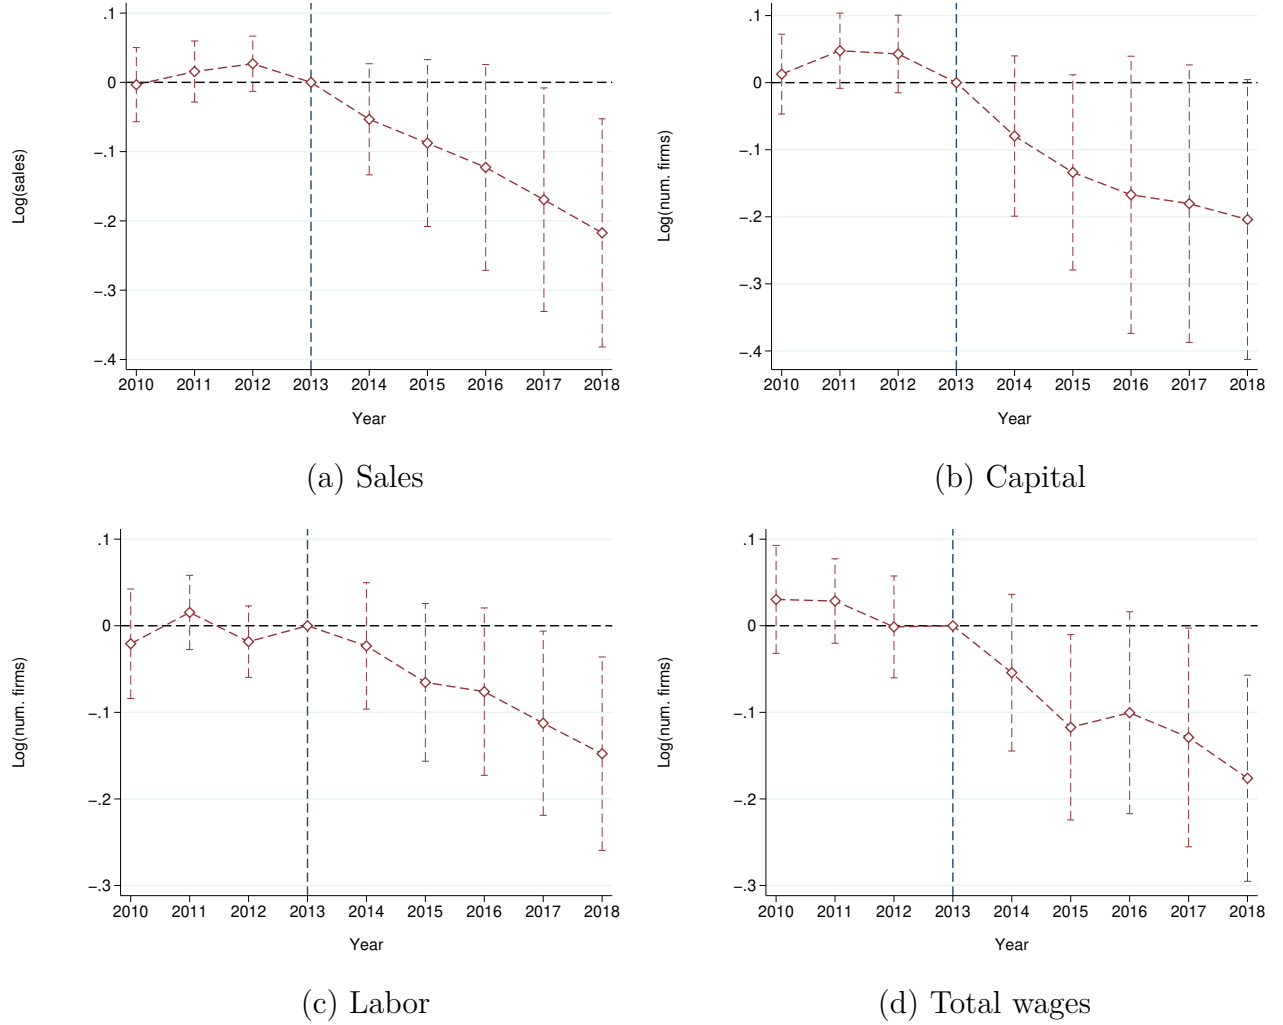 .1
0
−.1
−.2
−.3
−.4
Log(sales)
2010 2011 2012 2013 2014 2015 2016 2017 2018
Year
(a) Sales
.1
0
−.1
−.2
−.3
−.4
Log(num. firms)
2010 2011 2012 2013 2014 2015 2016 2017 2018
Year
(b) Capital
.1
0
−.1
−.2
−.3
Log(num. firms)
2010 2011 2012 2013 2014 2015 2016 2017 2018
Year
(c) Labor
.1
0
−.1
−.2
−.3
Log(num. firms)
2010 2011 2012 2013 2014 2015 2016 2017 2018
Year
(d) Total wages